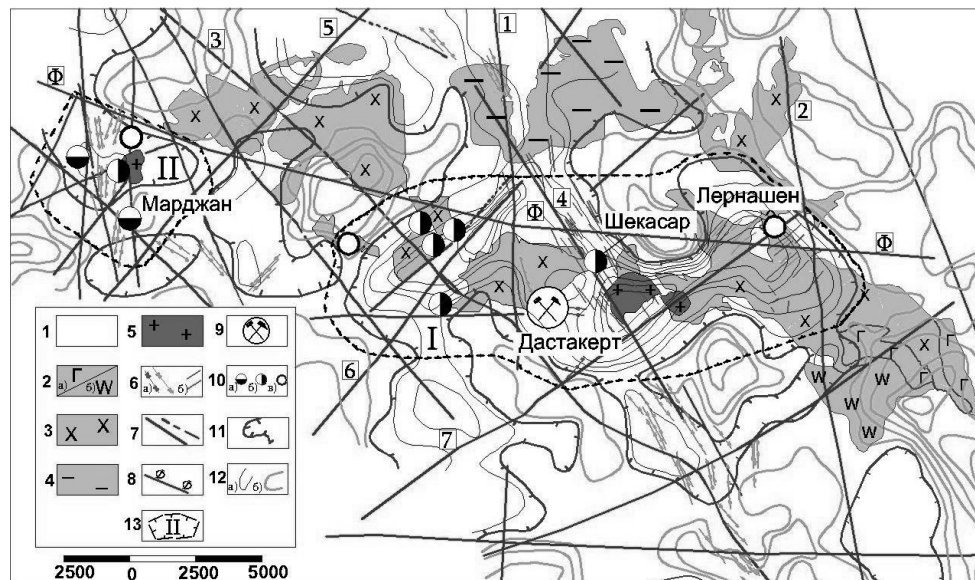 3
5
1
Ф
2
II
Марджан
Лернашен
4
Ф
Шекасар
Ф
I
Дастакерт
6
7
1
5
9
2
а)
Г
б)
W
6
а)
б)
10
а)
б)
в)
3
X X
7
11
4
8
12
а)
б)
13
II
2500 0 2500 5000